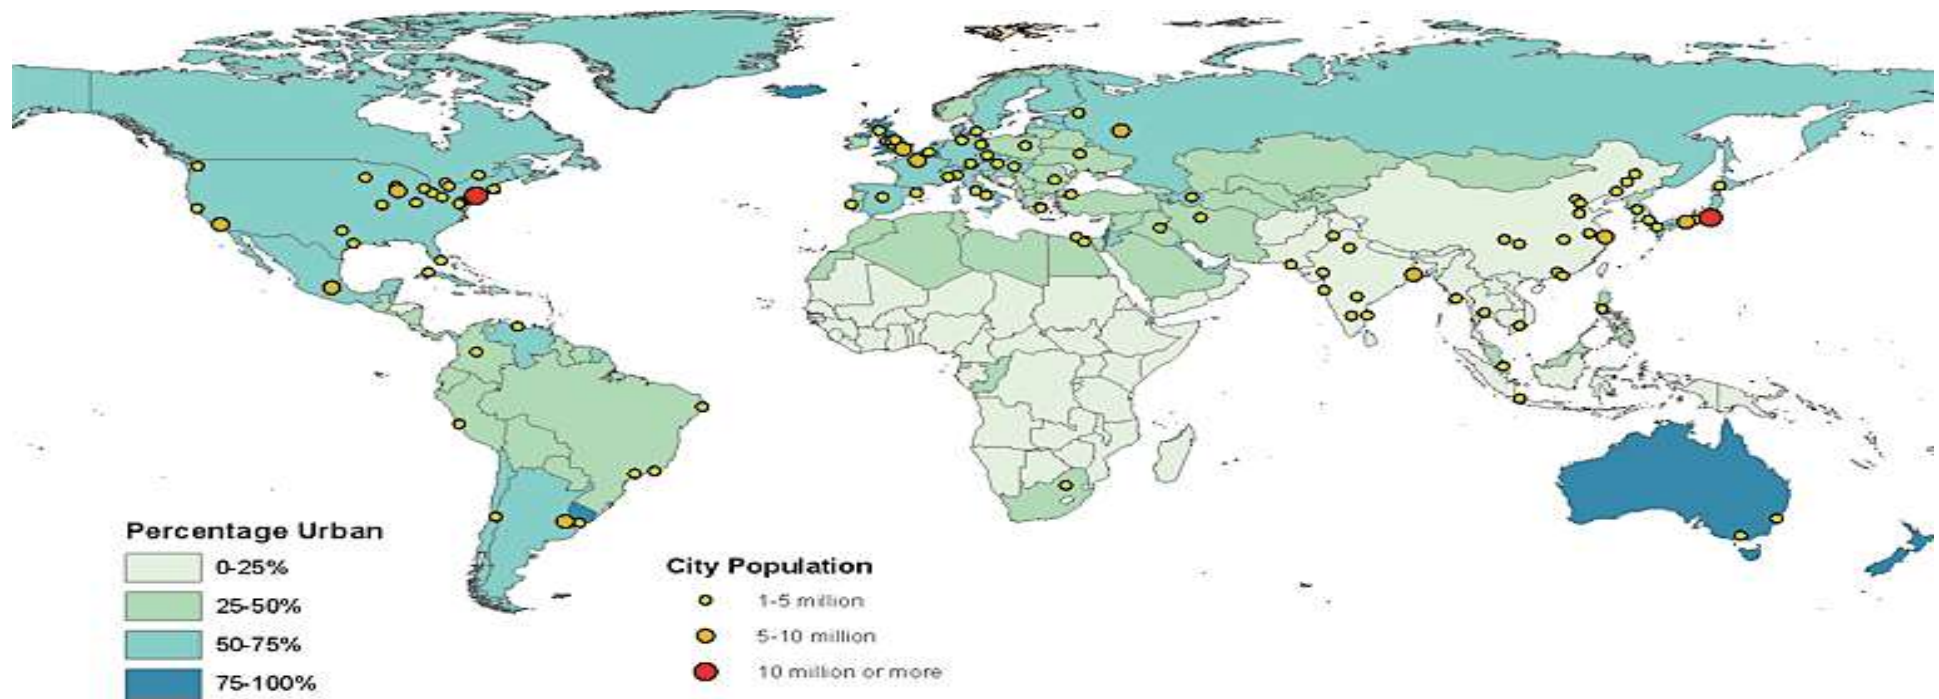 Percentage Urban
0-25%
25-50%
50-75%
75-100%
City Population
1-5 million
5-10 million
10 million or more